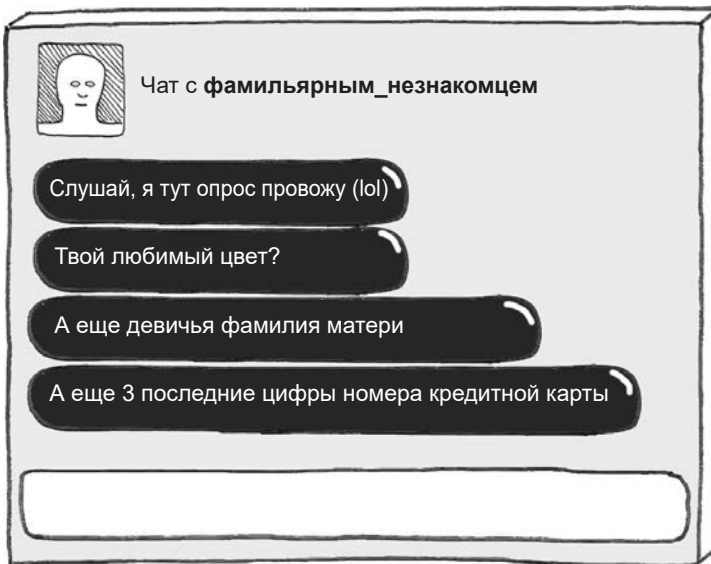 Чат с фамильярным_незнакомцем
Слушай, я тут опрос провожу (lol)
Твой любимый цвет?
А еще девичья фамилия матери
А еще 3 последние цифры номера кредитной карты